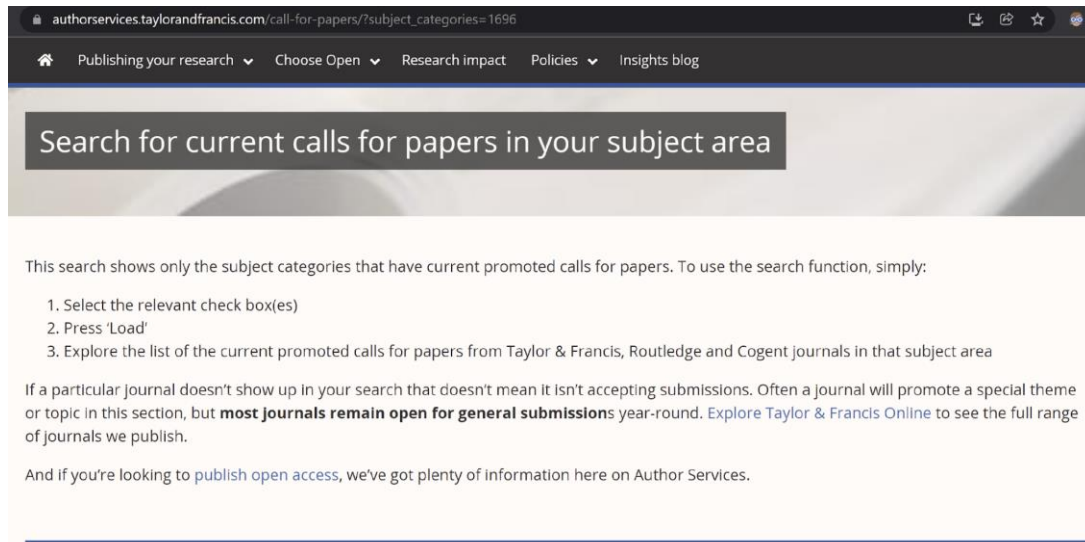 authorservices.taylorandfrancis.com/call-for-papers/?subject_categories=1696
Publishing your research Choose Open Research impact Policies Insights blog
Search for current calls for papers in your subject area
This search shows only the subject categories that have current promoted calls for papers. To use the search function, simply:
1. Select the relevant check box(es)
2. Press 'Load'
3. Explore the list of the current promoted calls for papers from Taylor & Francis, Routledge and Cogent journals in that subject area
If a particular journal doesn't show up in your search that doesn't mean it isn't accepting submissions. Often a journal will promote a special theme
or topic in this section, but most journals remain open for general submissions year-round. Explore Taylor & Francis Online to see the full range
of journals we publish.
And if you're looking to publish open access, we've got plenty of information here on Author Services.